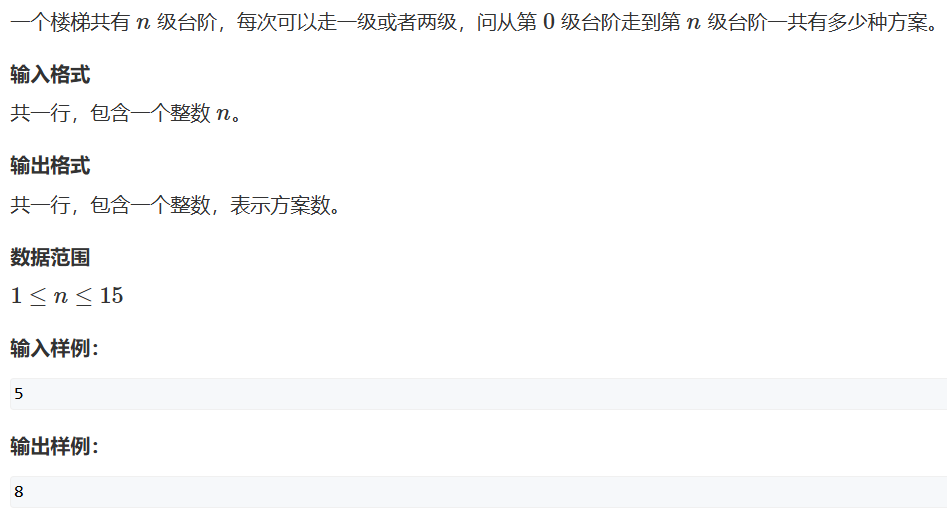 一个楼梯共有 n 级台阶，每次可以走一级或者两级，问从第 0 级台阶走到第 n 级台阶一共有多少种方案。
输入格式
共一行，包含一个整数 n。
输出格式
共一行，包含一个整数，表示方案数。
数据范围
1 ≤ n ≤ 15
输入样例：
5
输出样例：
8